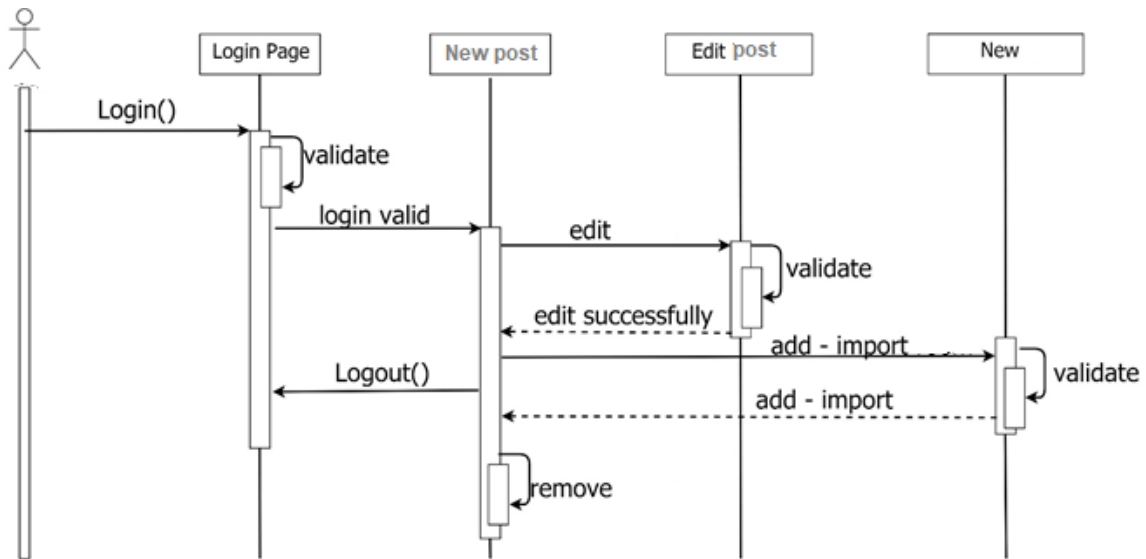 Login Page
New post
Edit post
New
Login()
validate
login valid
edit
validate
edit successfully
add - import
validate
Logout()
add - import
remove